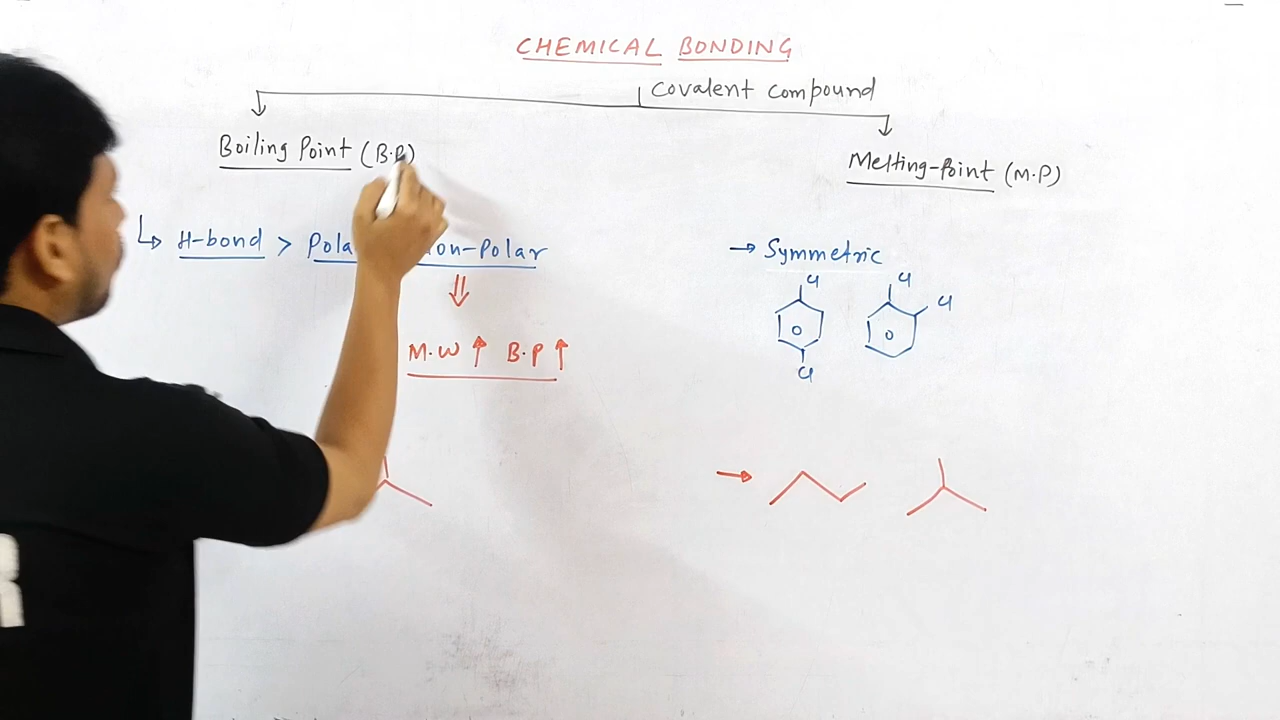 CHEMICAL BONDING
Covalent compound
Boiling Point (B.P)
Melting-Point (M.P)
H-bond > Pola on-Polar
Symmetric
Cl
Cl
Cl
Cl
M.W ↑ B.P ↑
R